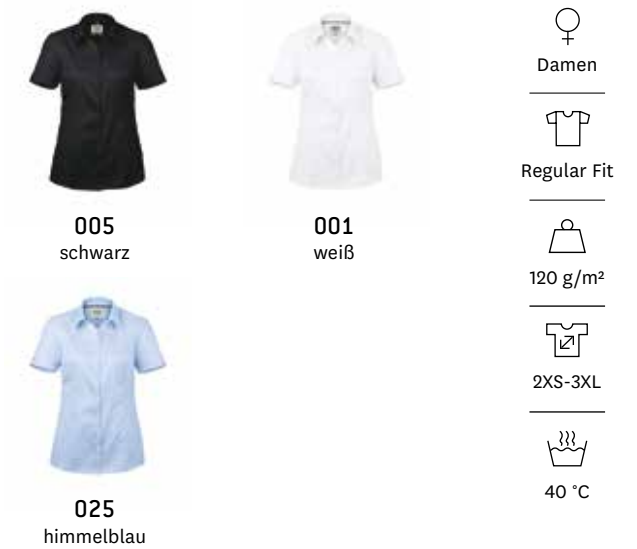 005
schwarz
001
weiß
025
himmelblau
Damen
Regular Fit
120 g/m²
2XS-3XL
40 °C